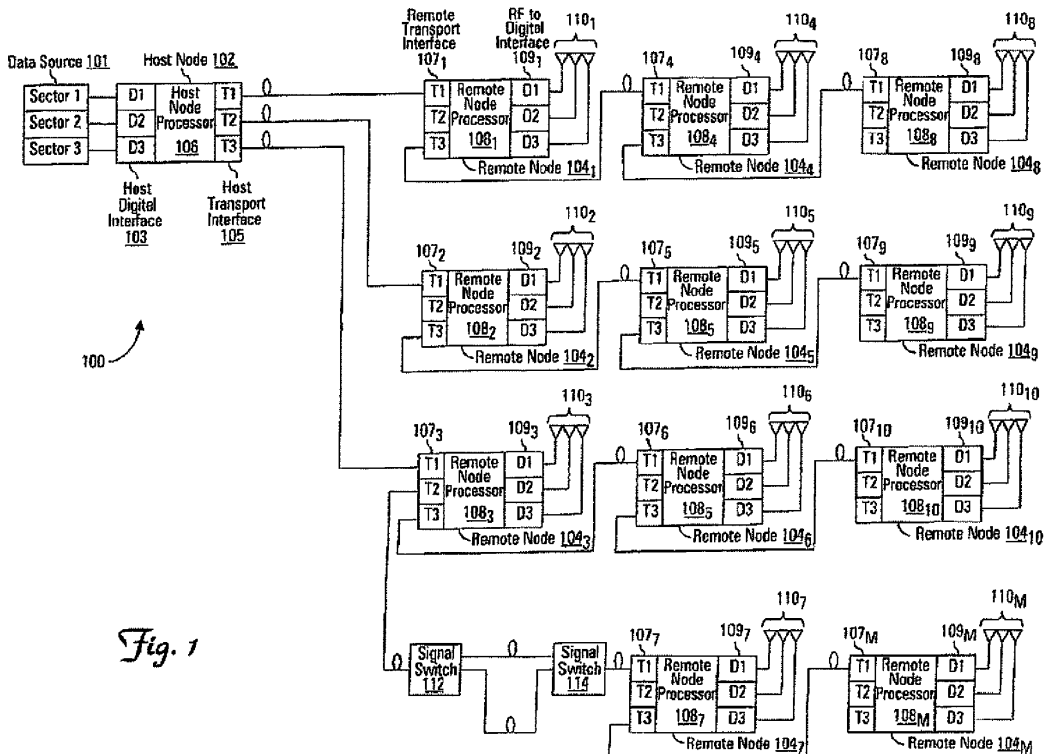 Data Source 101
Sector 1
Sector 2
Sector 3
Host Node 102
D1
D2
D3
Host
Node
Processor
106
T1
T2
T3
Host
Digital
Interface
103
Host
Transport
Interface
105
100
Remote
Transport
Interface
107₁
RF to
Digital
Interface
109₁
110₁
T1
T2
T3
Remote
Node
Processor
108₁
D1
D2
D3
Remote Node 104₁
107₄
109₄
110₄
T1
T2
T3
Remote
Node
Processor
108₄
D1
D2
D3
Remote Node 104₄
107₈
109₈
110₈
T1
T2
T3
Remote
Node
Processor
108₈
D1
D2
D3
Remote Node 104₈
107₂
109₂
110₂
T1
T2
T3
Remote
Node
Processor
108₂
D1
D2
D3
Remote Node 104₂
107₅
109₅
110₅
T1
T2
T3
Remote
Node
Processor
108₅
D1
D2
D3
Remote Node 104₅
107₉
109₉
110₉
T1
T2
T3
Remote
Node
Processor
108₉
D1
D2
D3
Remote Node 104₉
107₃
109₃
110₃
T1
T2
T3
Remote
Node
Processor
108₃
D1
D2
D3
Remote Node 104₃
107₆
109₆
110₆
T1
T2
T3
Remote
Node
Processor
D1
D2
D3
Remote Node 104₆
107₁₀
109₁₀
110₁₀
T1
T2
T3
Remote
Node
Processor
108₁₀
D1
D2
D3
Remote Node 104₁₀
Fig. 1
Signal
Switch
112
Signal
Switch
114
107₇
109₇
110₇
T1
T2
T3
Remote
Node
Processor
108₇
D1
D2
D3
Remote Node 104₇
107M
109M
110M
T1
T2
T3
Remote
Node
Processor
108M
D1
D2
D3
Remote Node 104M